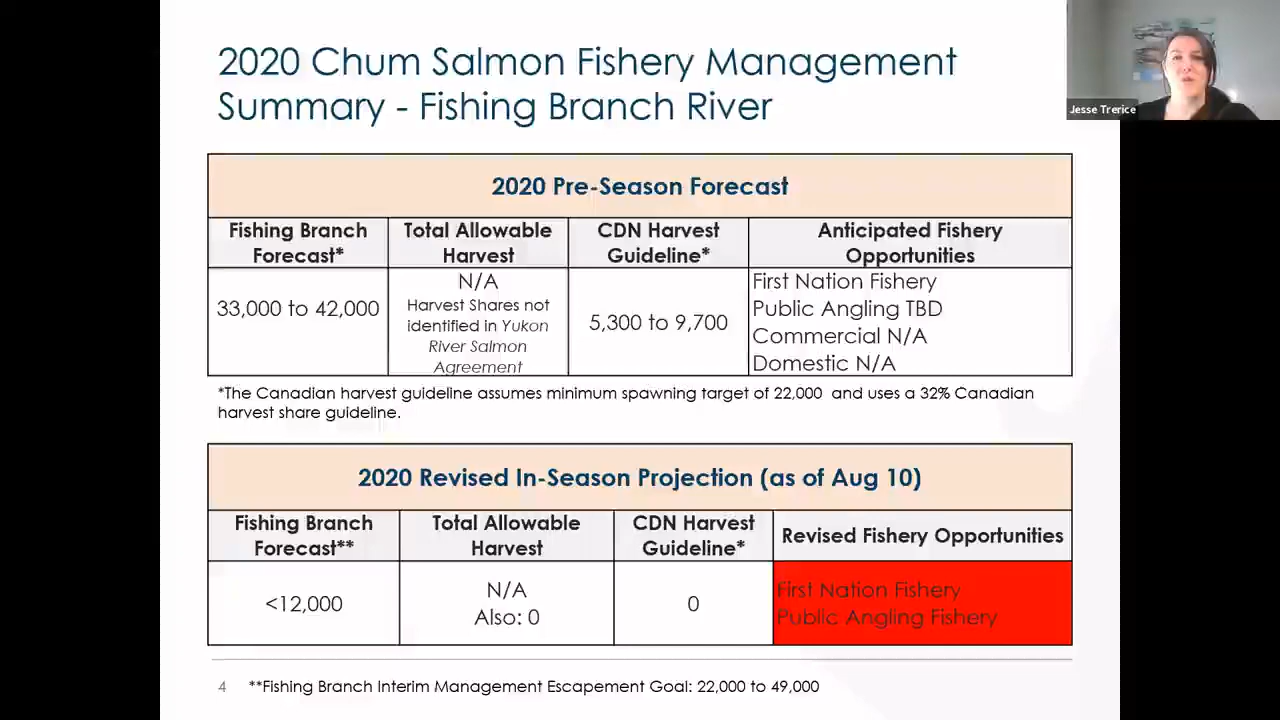 2020 Chum Salmon Fishery Management
Summary - Fishing Branch River
Jesse Trerice
2020 Pre-Season Forecast
Fishing Branch
Forecast*
Total Allowable
Harvest
CDN Harvest
Guideline*
Anticipated Fishery
Opportunities
33,000 to 42,000
N/A
Harvest Shares not
identified in Yukon
River Salmon
Agreement
5,300 to 9,700
First Nation Fishery
Public Angling TBD
Commercial N/A
Domestic N/A
*The Canadian harvest guideline assumes minimum spawning target of 22,000 and uses a 32% Canadian
harvest share guideline.
2020 Revised In-Season Projection (as of Aug 10)
Fishing Branch
Forecast**
Total Allowable
Harvest
CDN Harvest
Guideline*
Revised Fishery Opportunities
<12,000
N/A
Also: 0
0
First Nation Fishery
Public Angling Fishery
4 **Fishing Branch Interim Management Escapement Goal: 22,000 to 49,000